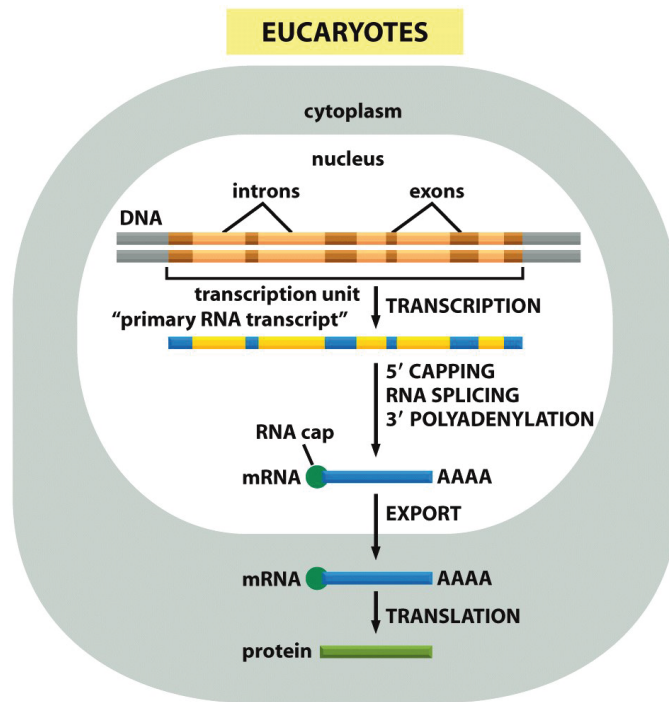 EUCARYOTES
cytoplasm
nucleus
introns
exons
DNA
transcription unit
“primary RNA transcript”
TRANSCRIPTION
5′ CAPPING
RNA SPLICING
3′ POLYADENYLATION
RNA cap
mRNA
AAAA
EXPORT
mRNA
AAAA
TRANSLATION
protein